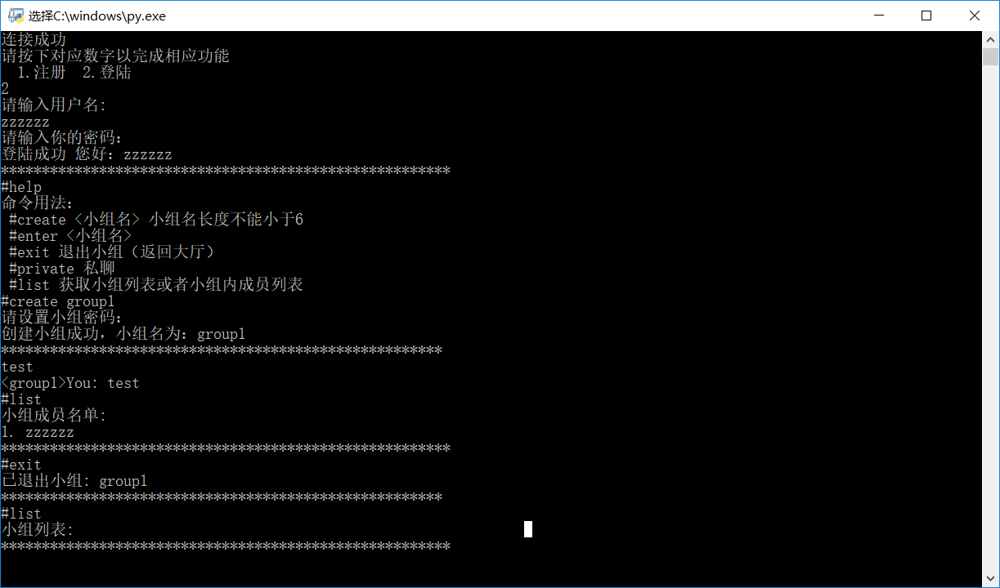 选择C:\windows\py.exe
连接成功
请按下对应数字以完成相应功能
  1.注册  2.登陆
2
请输入用户名:
zzzzzz
请输入你的密码:
登陆成功 您好: zzzzzz
*******************************************************
#help
命令用法:
 #create <小组名> 小组名长度不能小于6
 #enter <小组名>
 #exit 退出小组（返回大厅）
 #private 私聊
 #list 获取小组列表或者小组内成员列表
#create group1
请设置小组密码:
创建小组成功，小组名为: group1
******************************************************
test
<group1>You: test
#list
小组成员名单:
1. zzzzzz
*******************************************************
#exit
已退出小组: group1
******************************************************
#list
小组列表:
*******************************************************